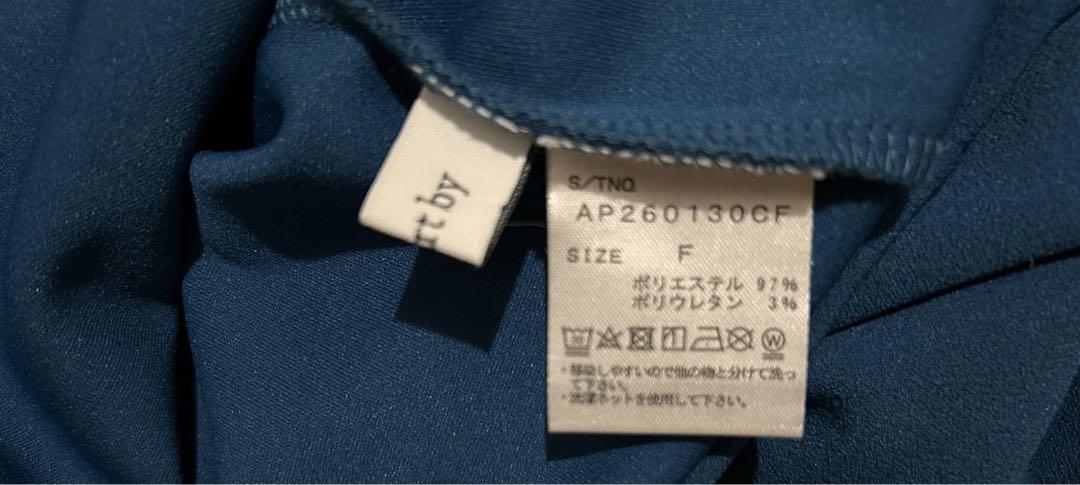 rt by
S/TNO.
AP260130CF
SIZE F
ポリエステル 97%
ポリウレタン 3%
・移染しやすいので他の物と分けて洗っ
て下さい。
・洗濯ネットを使用して下さい。